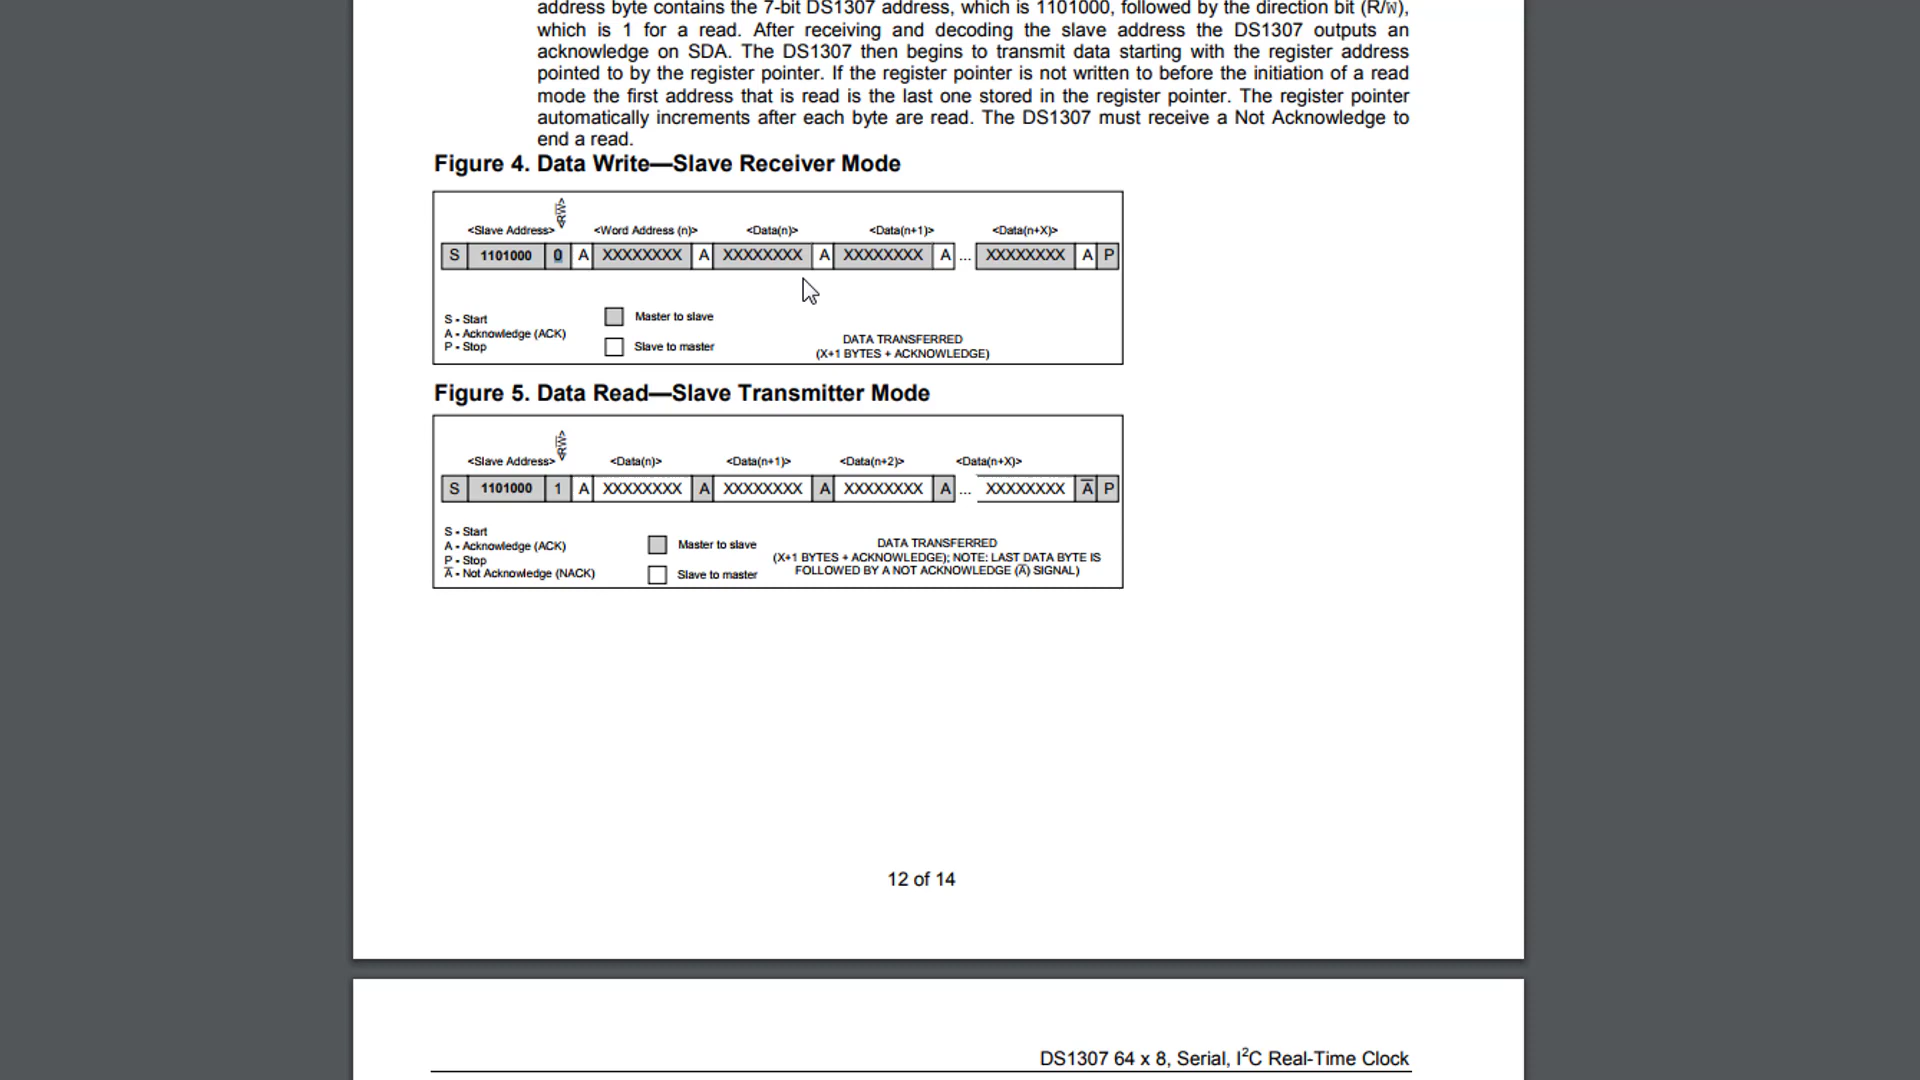 address byte contains the 7-bit DS1307 address, which is 1101000, followed by the direction bit (R/w),
which is 1 for a read. After receiving and decoding the slave address the DS1307 outputs an
acknowledge on SDA. The DS1307 then begins to transmit data starting with the register address
pointed to by the register pointer. If the register pointer is not written to before the initiation of a read
mode the first address that is read is the last one stored in the register pointer. The register pointer
automatically increments after each byte are read. The DS1307 must receive a Not Acknowledge to
end a read.
Figure 4. Data Write—Slave Receiver Mode
<RW>
<Slave Address> <Word Address (n)> <Data(n)> <Data(n+1)> <Data(n+X)>
S 1101000 0 A XXXXXXXX A XXXXXXXX A XXXXXXXX A ... XXXXXXXX A P
S - Start
A - Acknowledge (ACK)
P - Stop
Master to slave
Slave to master
DATA TRANSFERRED
(X+1 BYTES + ACKNOWLEDGE)
Figure 5. Data Read—Slave Transmitter Mode
<RW>
<Slave Address> <Data(n)> <Data(n+1)> <Data(n+2)> <Data(n+X)>
S 1101000 1 A XXXXXXXX A XXXXXXXX A XXXXXXXX A ... XXXXXXXX A̅ P
S - Start
A - Acknowledge (ACK)
P - Stop
A̅ - Not Acknowledge (NACK)
Master to slave
Slave to master
DATA TRANSFERRED
(X+1 BYTES + ACKNOWLEDGE); NOTE: LAST DATA BYTE IS
FOLLOWED BY A NOT ACKNOWLEDGE (A̅) SIGNAL)
12 of 14
DS1307 64 x 8, Serial, I²C Real-Time Clock